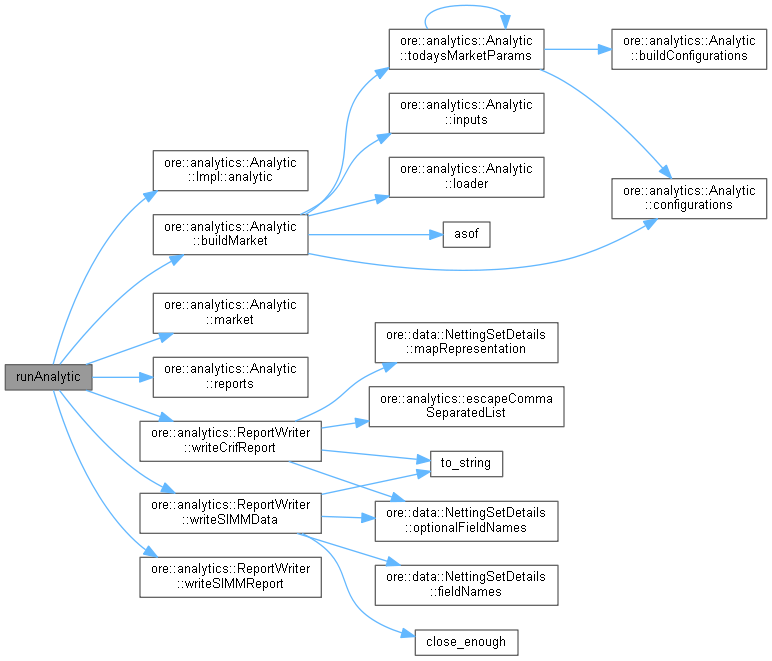 ore::analytics::Analytic
::todaysMarketParams
ore::analytics::Analytic
::buildConfigurations
ore::analytics::Analytic
::inputs
ore::analytics::Analytic
::Impl::analytic
ore::analytics::Analytic
::loader
ore::analytics::Analytic
::configurations
ore::analytics::Analytic
::buildMarket
asof
ore::analytics::Analytic
::market
ore::data::NettingSetDetails
::mapRepresentation
runAnalytic
ore::analytics::Analytic
::reports
ore::analytics::escapeComma
SeparatedList
ore::analytics::ReportWriter
::writeCrifReport
to_string
ore::analytics::ReportWriter
::writeSIMMData
ore::data::NettingSetDetails
::optionalFieldNames
ore::analytics::ReportWriter
::writeSIMMReport
ore::data::NettingSetDetails
::fieldNames
close_enough